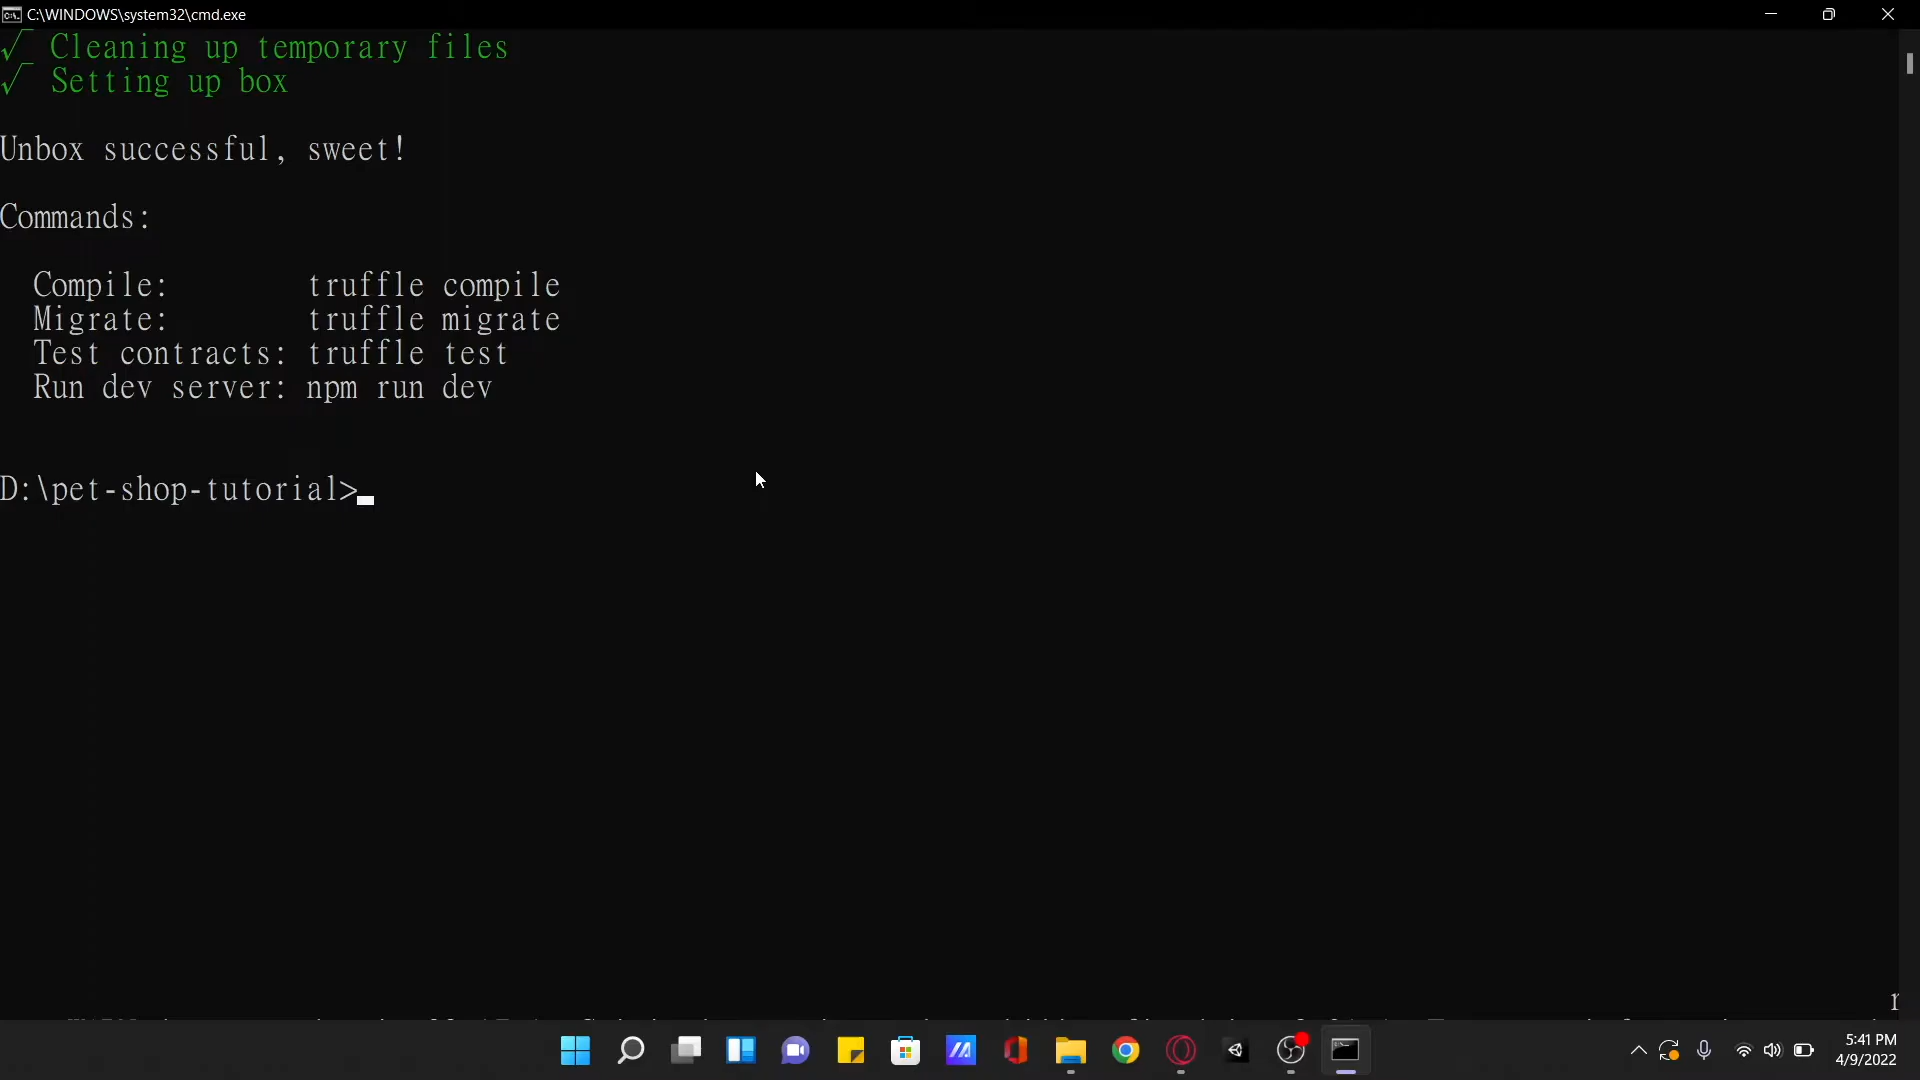 C:\WINDOWS\system32\cmd.exe
√ Cleaning up temporary files
√ Setting up box
Unbox successful, sweet!
Commands:
Compile: truffle compile
Migrate: truffle migrate
Test contracts: truffle test
Run dev server: npm run dev
D:\pet-shop-tutorial>
5:41 PM
4/9/2022